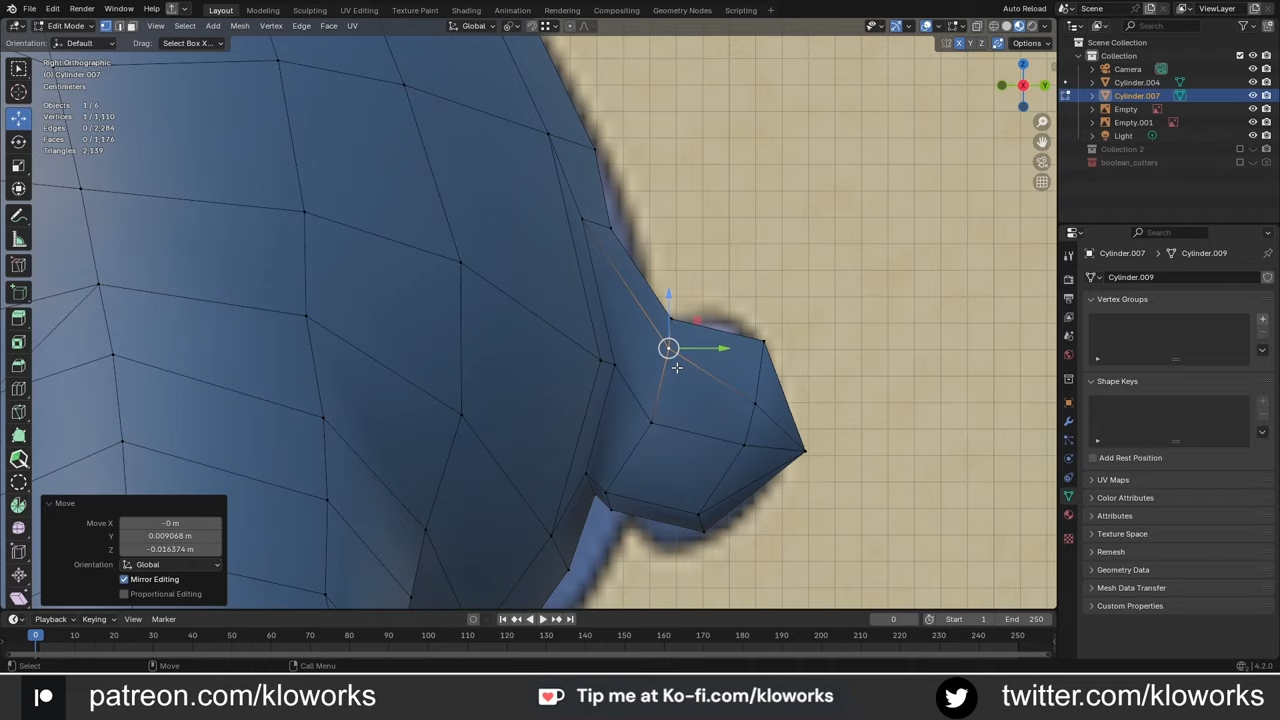 File Edit Render Window Help Layout Modeling Sculpting UV Editing Texture Paint Shading Animation Rendering Compositing Geometry Nodes Scripting + Auto Reload Scene ViewLayer
Edit Mode View Select Add Mesh Vertex Edge Face UV Global
Orientation: Default Drag: Select Box X... X Y Z Options
Right Orthographic
(0) Cylinder.007
Centimeters
Objects 1 / 6
Vertices 1 / 1,110
Edges 0 / 2,284
Faces 0 / 1,176
Triangles 2,139
Z
X
Y
Search
Scene Collection
Collection
Camera
Cylinder.004
Cylinder.007
Empty
Empty.001
Light
Collection 2
boolean_cutters
Search
Cylinder.007 Cylinder.009
Cylinder.009
Vertex Groups
Shape Keys
Add Rest Position
UV Maps
Color Attributes
Attributes
Texture Space
Remesh
Geometry Data
Mesh Data Transfer
Custom Properties
Move
Move X -0 m
Y 0.009068 m
Z -0.016374 m
Orientation Global
Mirror Editing
Proportional Editing
Playback Keying View Marker 0 Start 1 End 250
0 10 20 30 40 50 60 70 80 90 100 110 120 130 140 150 160 170 180 190 200 210 220 230 240 250
Select Move Call Menu 4.2.0
patreon.com/kloworks Tip me at Ko-fi.com/kloworks twitter.com/kloworks